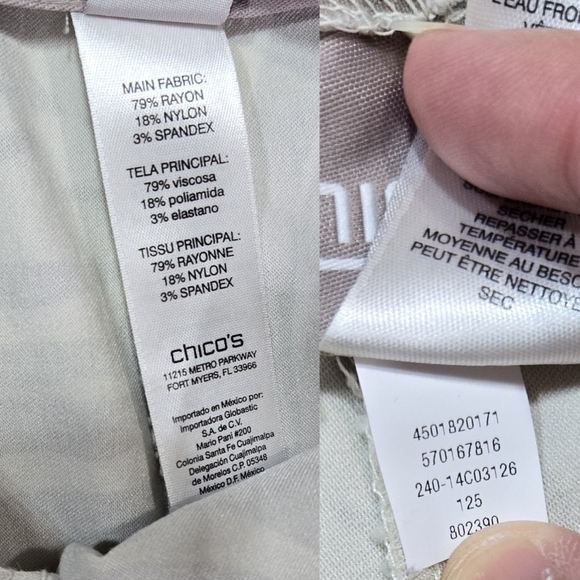 MAIN FABRIC:
79% RAYON
18% NYLON
3% SPANDEX
TELA PRINCIPAL:
79% viscosa
18% poliamida
3% elastano
TISSU PRINCIPAL:
79% RAYONNE
18% NYLON
3% SPANDEX
chico's
11215 METRO PARKWAY
FORT MYERS, FL 33966
Importado en México por:
Importadora Globastic
S.A. de C.V.
Mario Pani #200
Colonia Santa Fe Cuajimalpa
Delegación Cuajimalpa
de Morelos C.P. 05348
México D.F. México
L'EAU FROI
SÉCHER
REPASSER À
TEMPÉRATURE
MOYENNE AU BESO
PEUT ÊTRE NETTOYÉ
SEC
4501820171
570167816
240-14C03126
125
802390